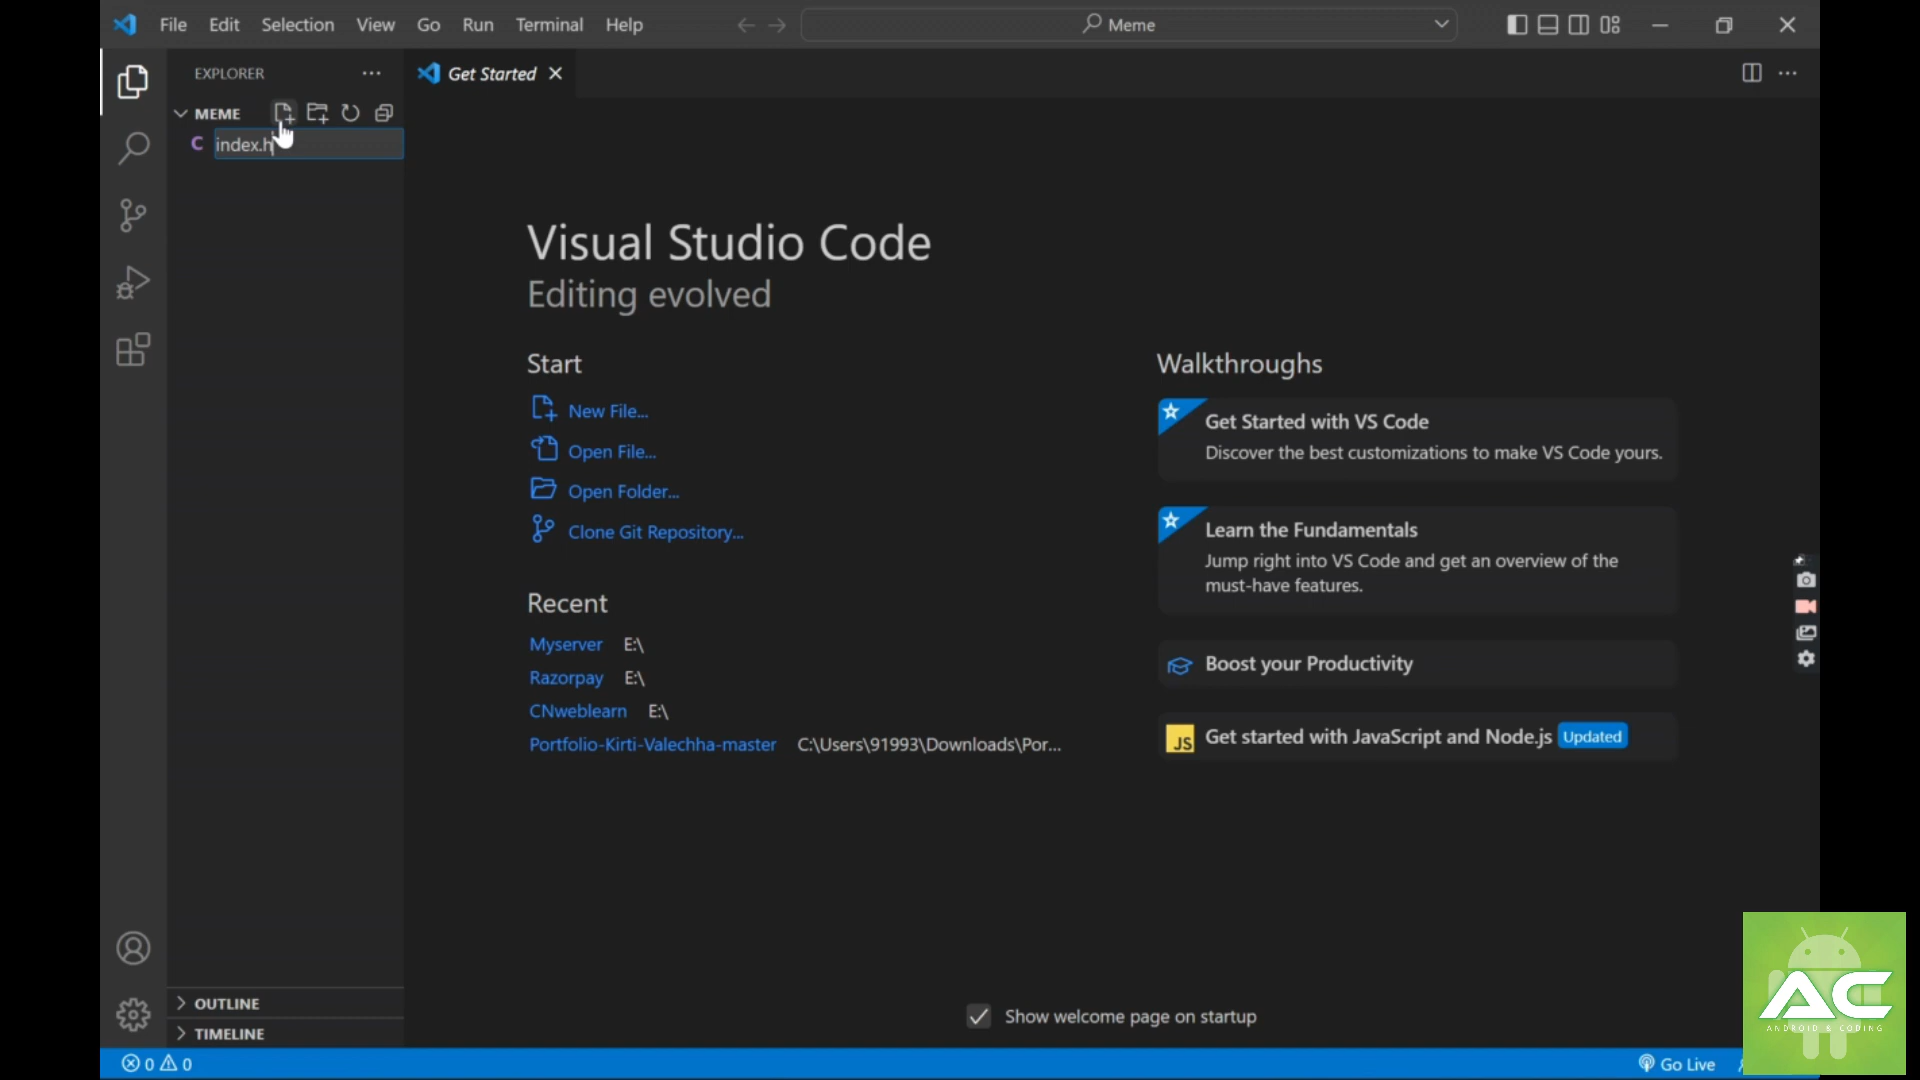 File Edit Selection View Go Run Terminal Help
Meme
EXPLORER
Get Started
MEME
C index.h
Visual Studio Code
Editing evolved
Start
New File...
Open File...
Open Folder...
Clone Git Repository...
Recent
Myserver E:\
Razorpay E:\
CNweblearn E:\
Portfolio-Kirti-Valechha-master C:\Users\91993\Downloads\Por...
Walkthroughs
Get Started with VS Code
Discover the best customizations to make VS Code yours.
Learn the Fundamentals
Jump right into VS Code and get an overview of the
must-have features.
Boost your Productivity
JS Get started with JavaScript and Node.js Updated
Show welcome page on startup
OUTLINE
TIMELINE
0 0
Go Live
AC
ANDROID & CODING